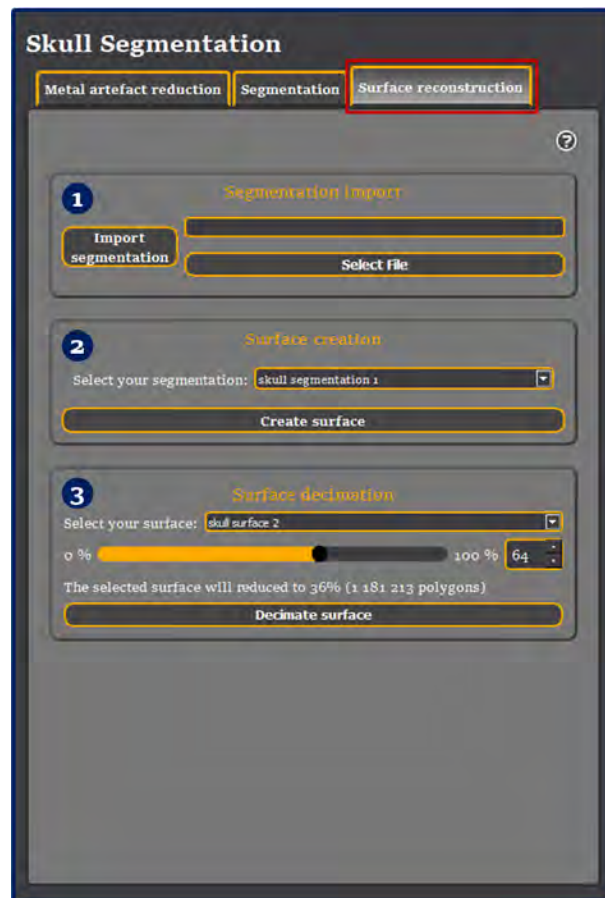 Skull Segmentation
Metal artefact reduction Segmentation Surface reconstruction
?
1 Segmentation Import
Import
segmentation
Select File
2 Surface creation
Select your segmentation: skull segmentation 1
Create surface
3 Surface decimation
Select your surface: skull surface 2
0 % 100 % 64
The selected surface will reduced to 36% (1 181 213 polygons)
Decimate surface